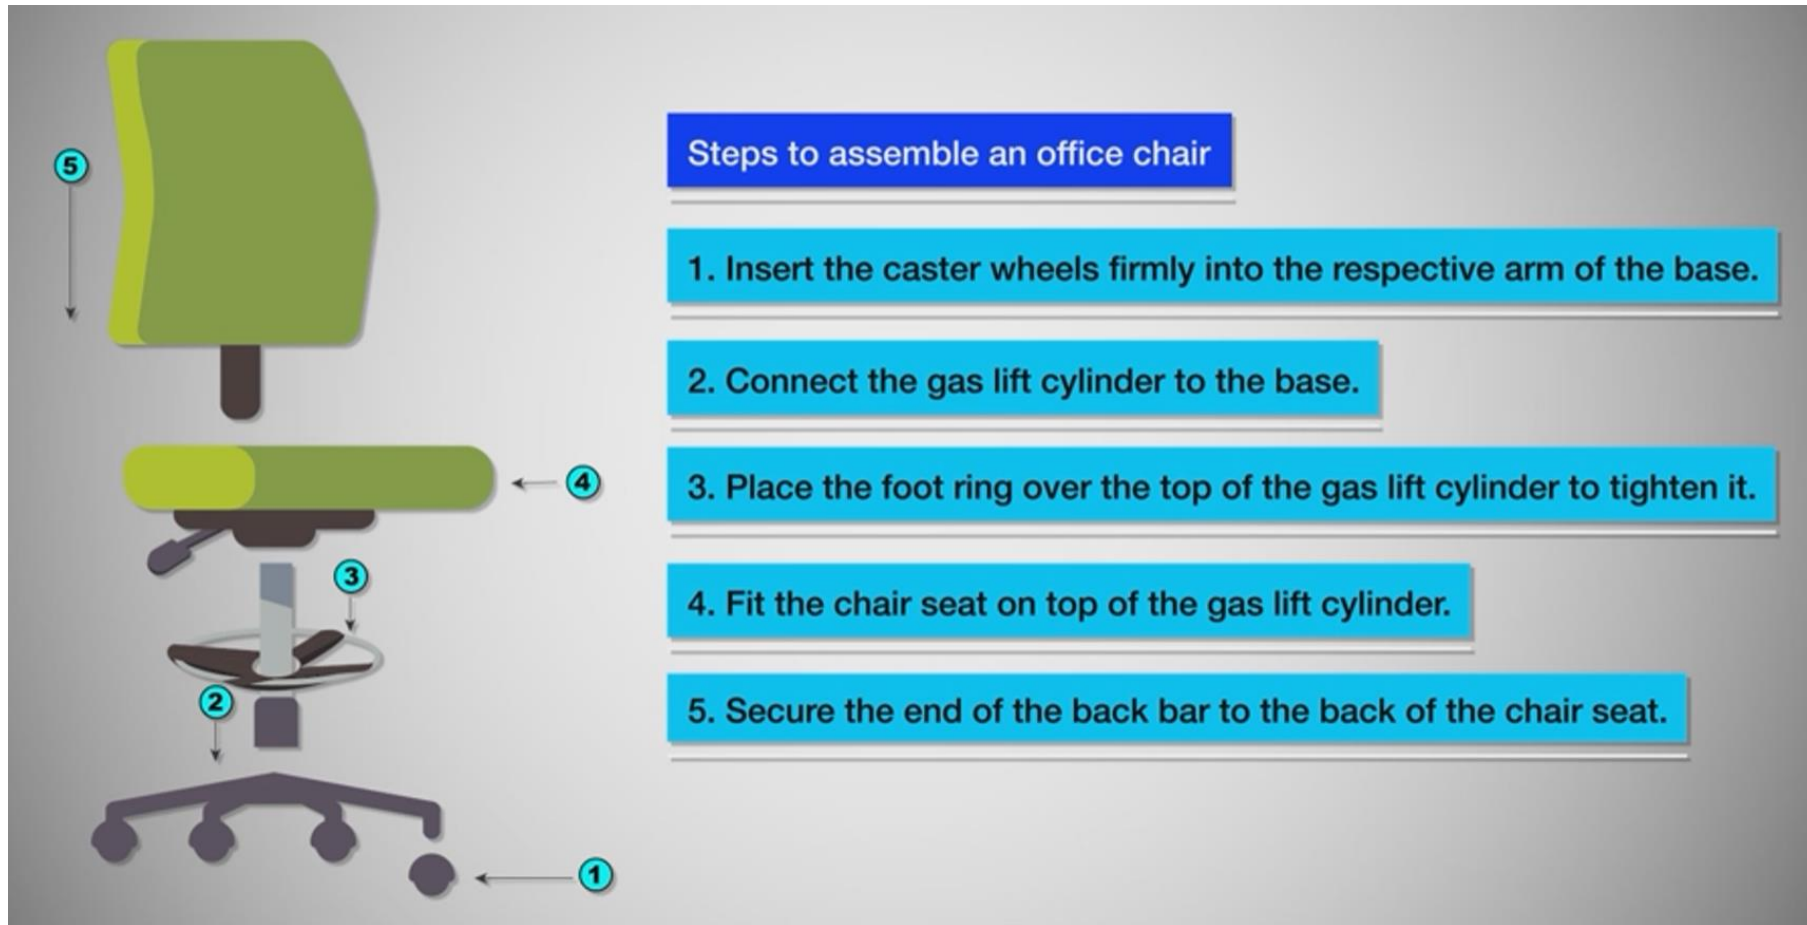 Steps to assemble an office chair
1. Insert the caster wheels firmly into the respective arm of the base.
2. Connect the gas lift cylinder to the base.
3. Place the foot ring over the top of the gas lift cylinder to tighten it.
4. Fit the chair seat on top of the gas lift cylinder.
5. Secure the end of the back bar to the back of the chair seat.
5
4
3
2
1